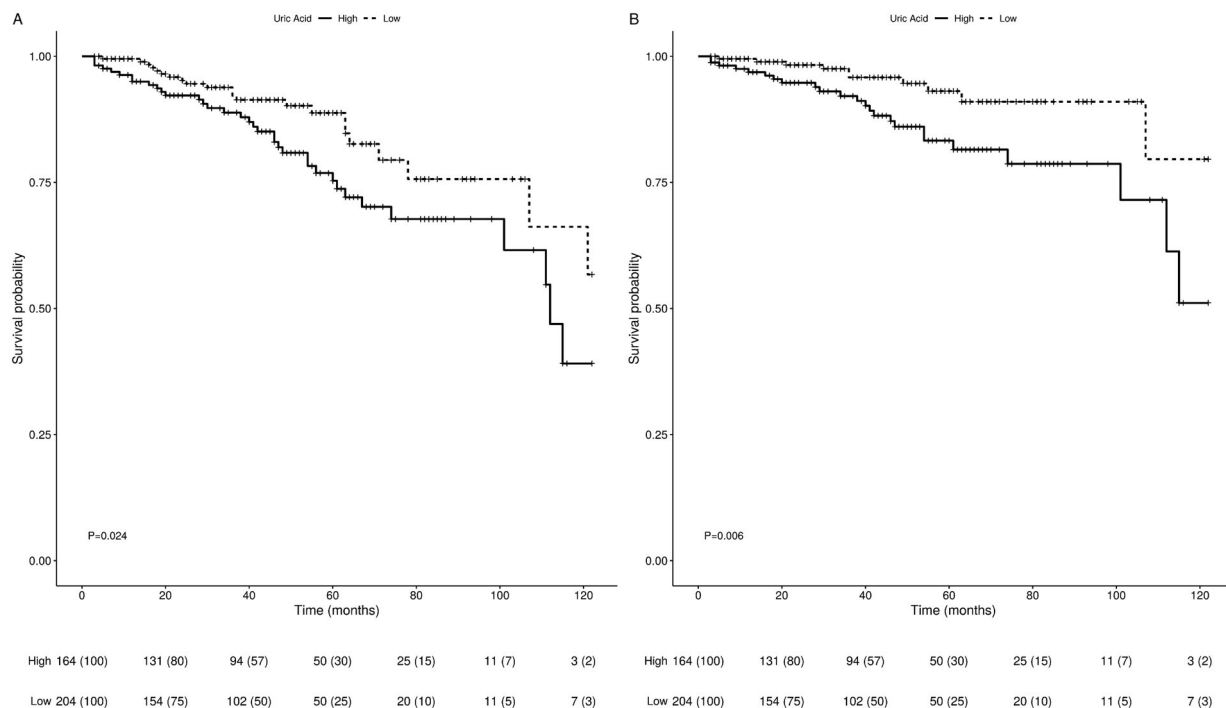 A
Uric Acid High Low
1.00
0.75
0.50
0.25
0.00
Survival probability
P=0.024
0 20 40 60 80 100 120
Time (months)
High 164 (100) 131 (80) 94 (57) 50 (30) 25 (15) 11 (7) 3 (2)
Low 204 (100) 154 (75) 102 (50) 50 (25) 20 (10) 11 (5) 7 (3)
B
Uric Acid High Low
1.00
0.75
0.50
0.25
0.00
Survival probability
P=0.006
0 20 40 60 80 100 120
Time (months)
High 164 (100) 131 (80) 94 (57) 50 (30) 25 (15) 11 (7) 3 (2)
Low 204 (100) 154 (75) 102 (50) 50 (25) 20 (10) 11 (5) 7 (3)